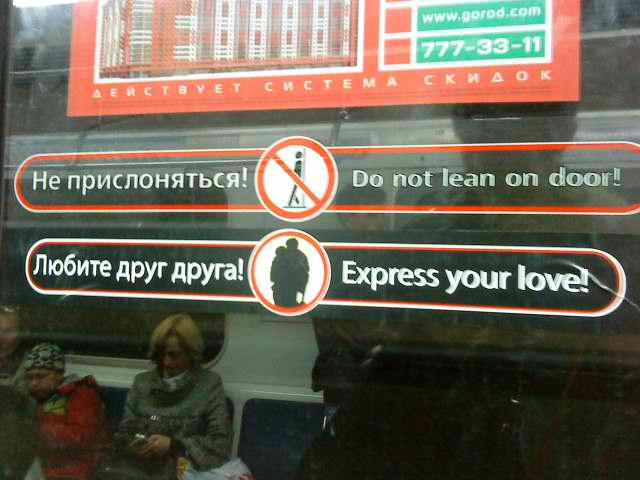 www.gorod.com
777-33-11
ДЕЙСТВУЕТ СИСТЕМА СКИДОК
Не прислоняться! Do not lean on door!
Любите друг друга! Express your love!